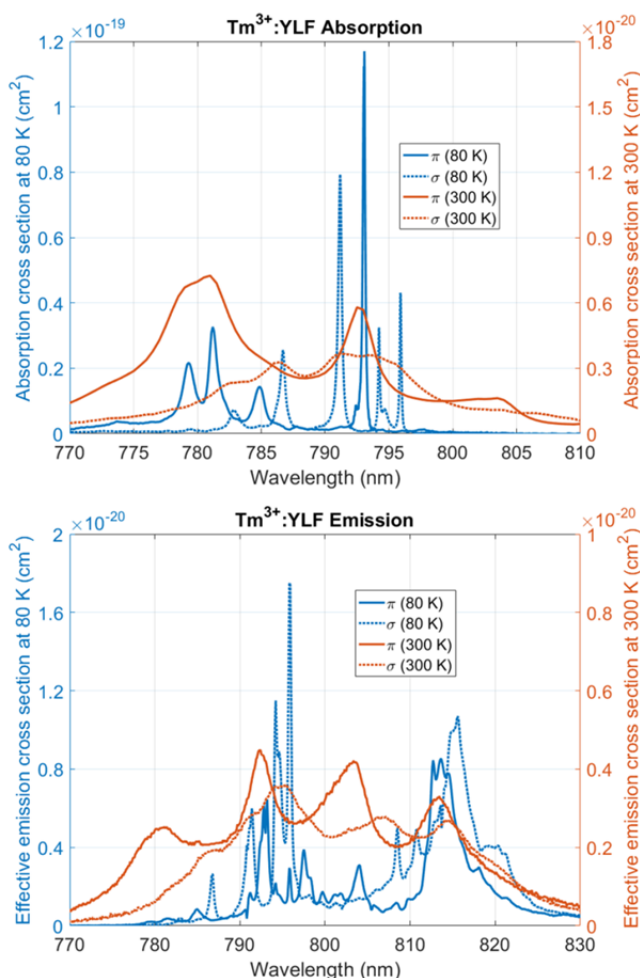 Tm3+:YLF Absorption
×10-19
×10-20
1.2
1
0.8
0.6
0.4
0.2
0
1.8
1.5
1.2
0.9
0.6
0.3
0
Absorption cross section at 80 K (cm2)
Absorption cross section at 300 K (cm2)
π (80 K)
σ (80 K)
π (300 K)
σ (300 K)
770 775 780 785 790 795 800 805 810
Wavelength (nm)
Tm3+:YLF Emission
×10-20
×10-20
2
1.6
1.2
0.8
0.4
0
1
0.8
0.6
0.4
0.2
0
Effective emission cross section at 80 K (cm2)
Effective emission cross section at 300 K (cm2)
π (80 K)
σ (80 K)
π (300 K)
σ (300 K)
770 780 790 800 810 820 830
Wavelength (nm)